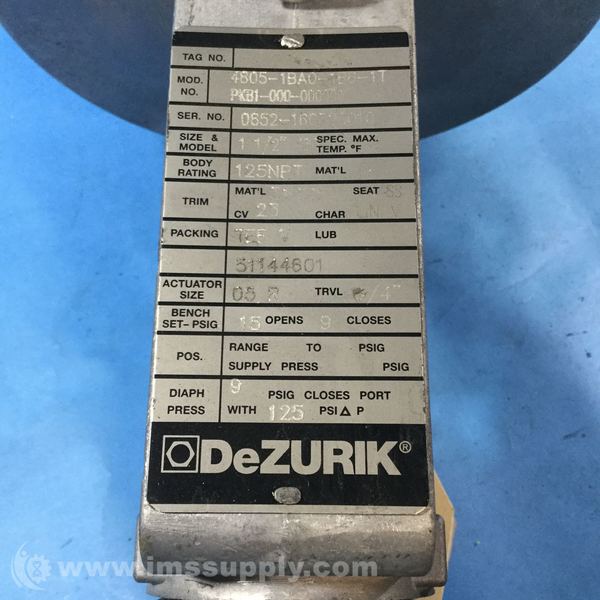 TAG NO.
MOD. NO. 4605-1BA0-
PKB1-000-
SER. NO. 0652-
SIZE & MODEL 1 1/2" SPEC. MAX. TEMP. °F
BODY RATING 125NPT MAT'L
TRIM MAT'L SEAT SS
CV 23 CHAR
PACKING LUB
51144601
ACTUATOR SIZE TRVL
BENCH SET-PSIG 15 OPENS 9 CLOSES
POS. RANGE TO PSIG
SUPPLY PRESS PSIG
DIAPH PRESS 9 PSIG CLOSES PORT
WITH 125 PSI △ P
DeZURIK®
© www.imssupply.com